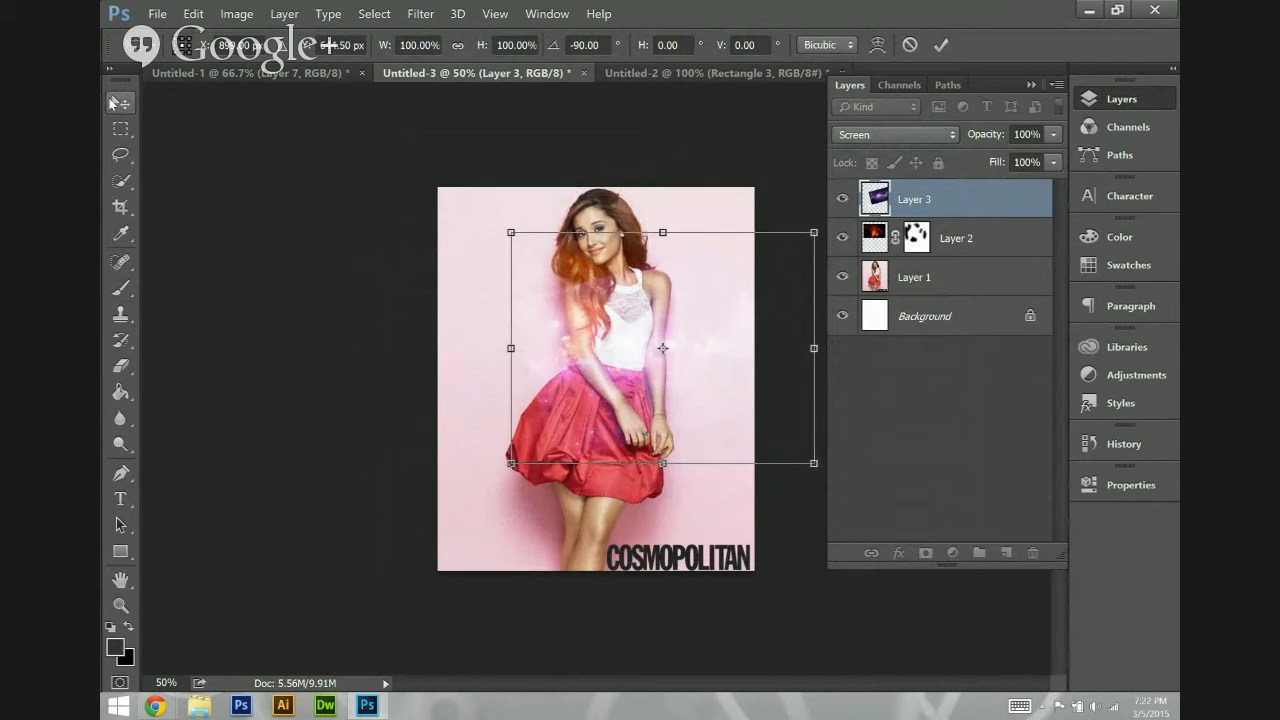 Ps File Edit Image Layer Type Select Filter 3D View Window Help
Google+ X: W: 100.00% H: 100.00% -90.00 ° H: 0.00 ° V: 0.00 ° Bicubic
Untitled-1 @ 66.7% (Layer 7, RGB/8) * × Untitled-3 @ 50% (Layer 3, RGB/8) * × Untitled-2 @ 100% (Rectangle 3, RGB/8#) *
Layers Channels Paths
Kind
Screen Opacity: 100%
Lock: Fill: 100%
Layer 3
Layer 2
Layer 1
Background
Layers
Channels
Paths
Character
Color
Swatches
Paragraph
Libraries
Adjustments
Styles
History
Properties
COSMOPOLITAN
50% Doc: 5.56M/9.91M
Ps Ai Dw Ps
7:22 PM
3/5/2015